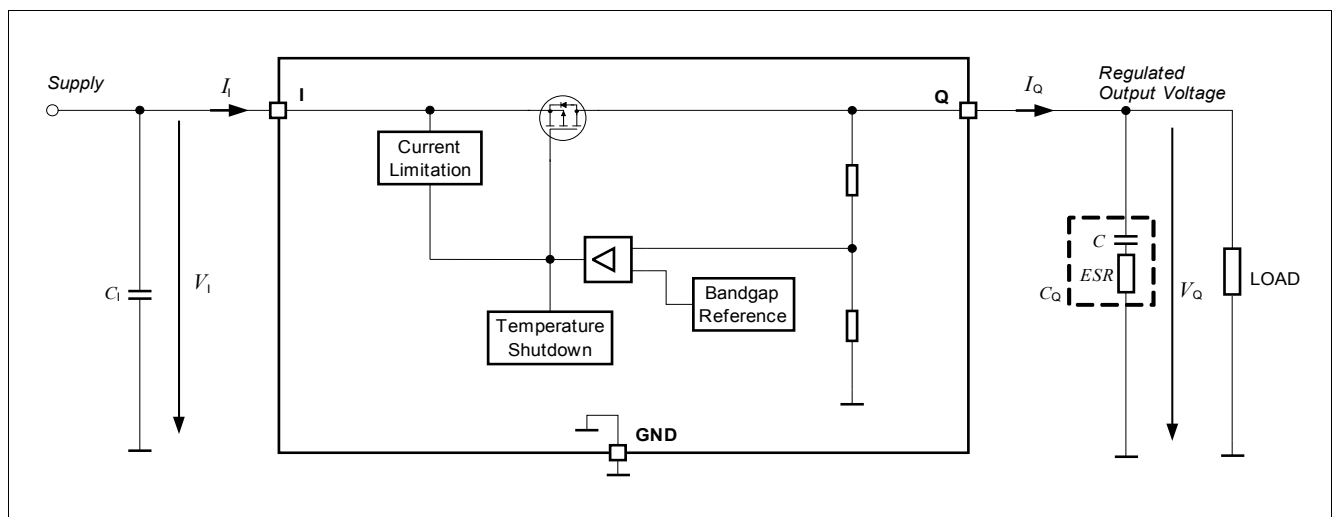 Supply
I_I
I
Q
I_Q
Regulated
Output Voltage
Current
Limitation
C_I
V_I
Bandgap
Reference
Temperature
Shutdown
C
ESR
C_Q
V_Q
LOAD
GND